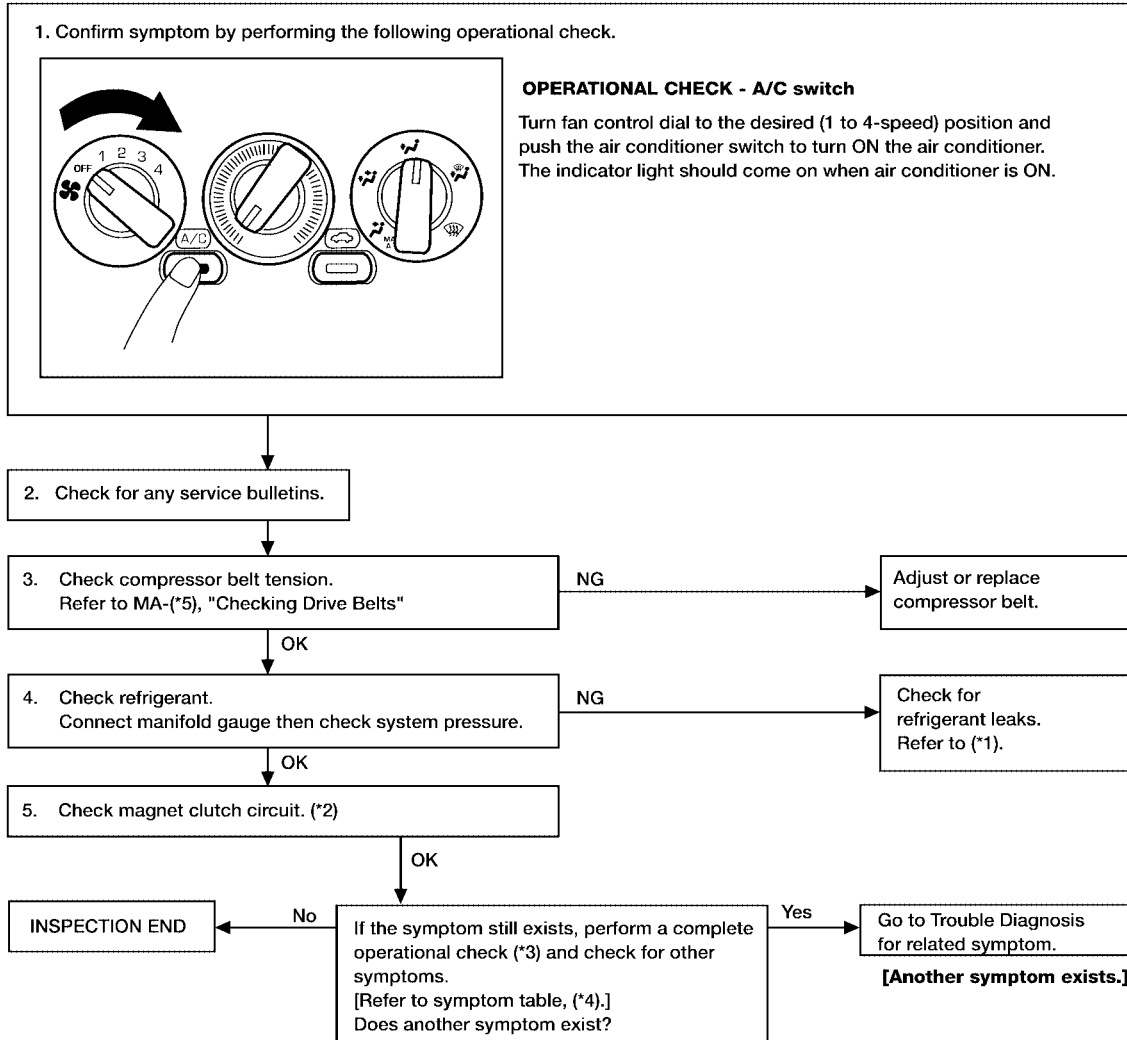 1. Confirm symptom by performing the following operational check.
OFF 1 2 3 4
A/C
OPERATIONAL CHECK - A/C switch
Turn fan control dial to the desired (1 to 4-speed) position and
push the air conditioner switch to turn ON the air conditioner.
The indicator light should come on when air conditioner is ON.
2. Check for any service bulletins.
3. Check compressor belt tension.
Refer to MA-(*5), "Checking Drive Belts"
NG
Adjust or replace
compressor belt.
OK
4. Check refrigerant.
Connect manifold gauge then check system pressure.
NG
Check for
refrigerant leaks.
Refer to (*1).
OK
5. Check magnet clutch circuit. (*2)
OK
INSPECTION END
No
If the symptom still exists, perform a complete
operational check (*3) and check for other
symptoms.
[Refer to symptom table, (*4).]
Does another symptom exist?
Yes
Go to Trouble Diagnosis
for related symptom.
[Another symptom exists.]